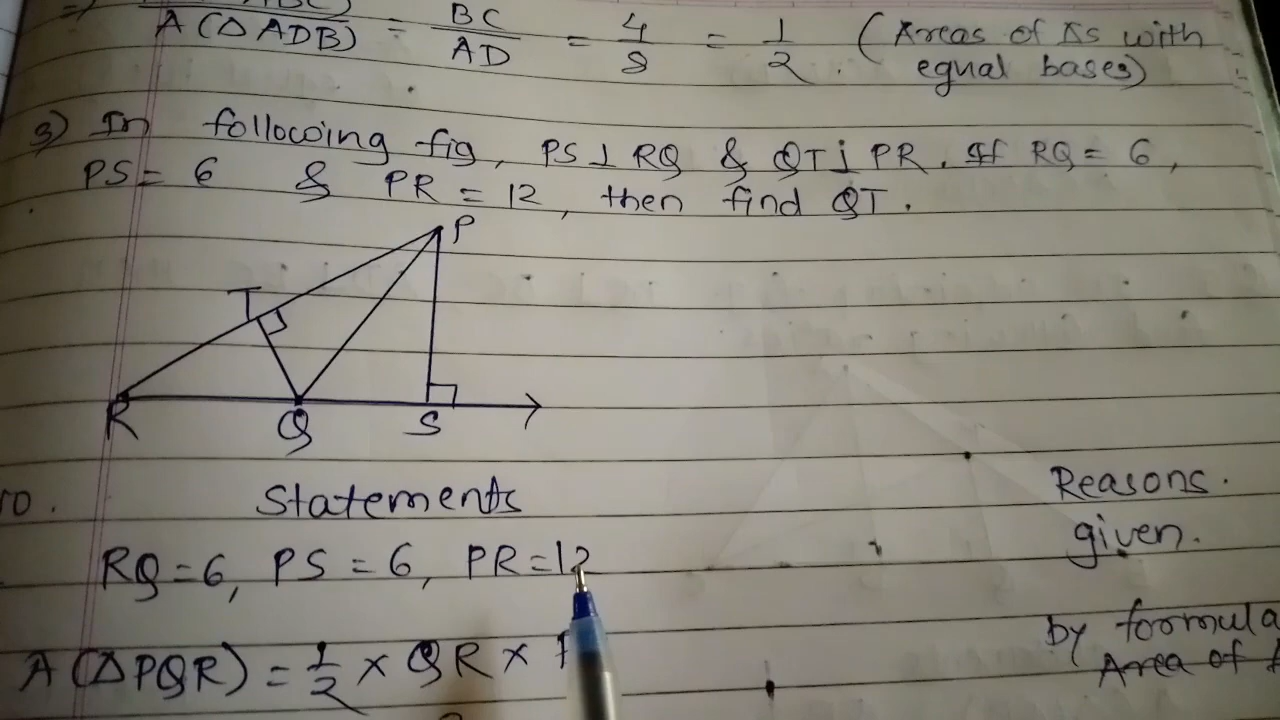 A(△ADB) = BC/AD = 4/8 = 1/2. (Areas of △s with equal bases)
3) In following fig, PS ⊥ RQ & QT ⊥ PR. If RQ = 6,
PS = 6 & PR = 12, then find QT.
P
T
R Q S
Statements Reasons.
RQ = 6, PS = 6, PR = 12 given.
A(△PQR) = 1/2 × QR × by formula
Area of